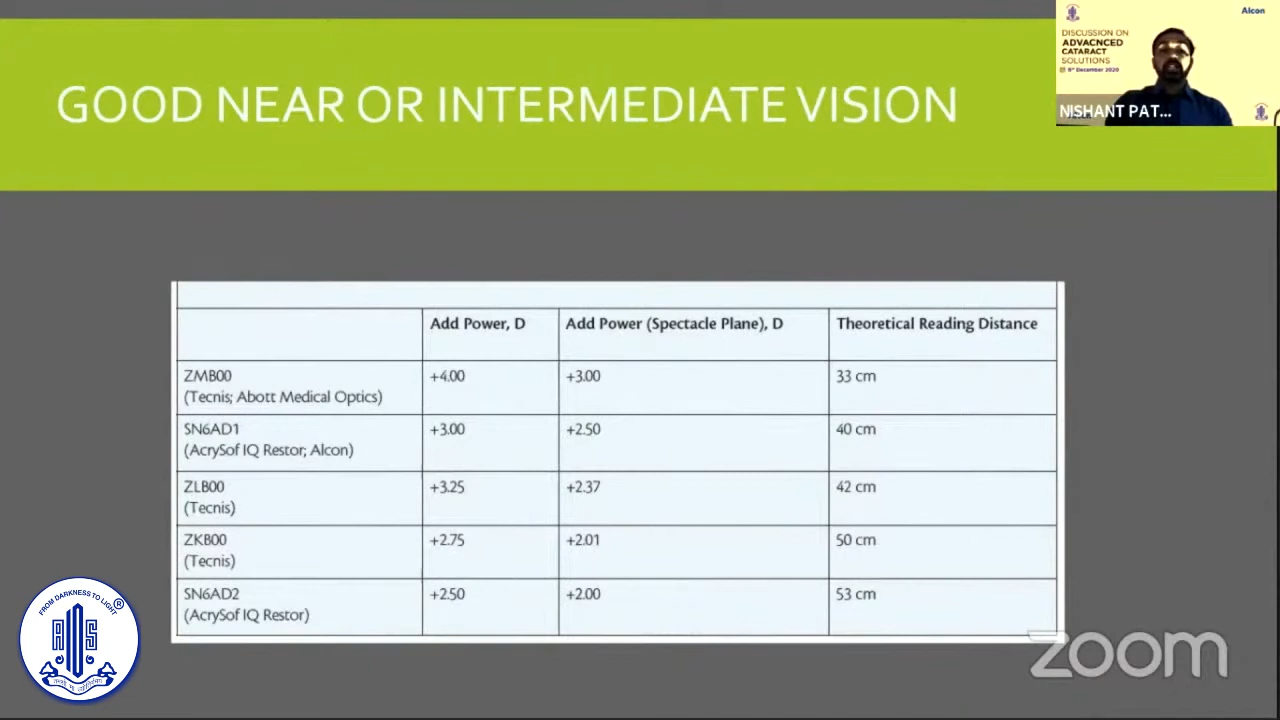 GOOD NEAR OR INTERMEDIATE VISION
Alcon
DISCUSSION ON
ADVACNCED
CATARACT
SOLUTIONS
6th December 2020
NISHANT PAT...
Add Power, D
Add Power (Spectacle Plane), D
Theoretical Reading Distance
ZMB00
(Tecnis; Abott Medical Optics)
+4.00
+3.00
33 cm
SN6AD1
(AcrySof IQ Restor; Alcon)
+3.00
+2.50
40 cm
ZLB00
(Tecnis)
+3.25
+2.37
42 cm
ZKB00
(Tecnis)
+2.75
+2.01
50 cm
SN6AD2
(AcrySof IQ Restor)
+2.50
+2.00
53 cm
FROM DARKNESS TO LIGHT
®
AIOS
zoom